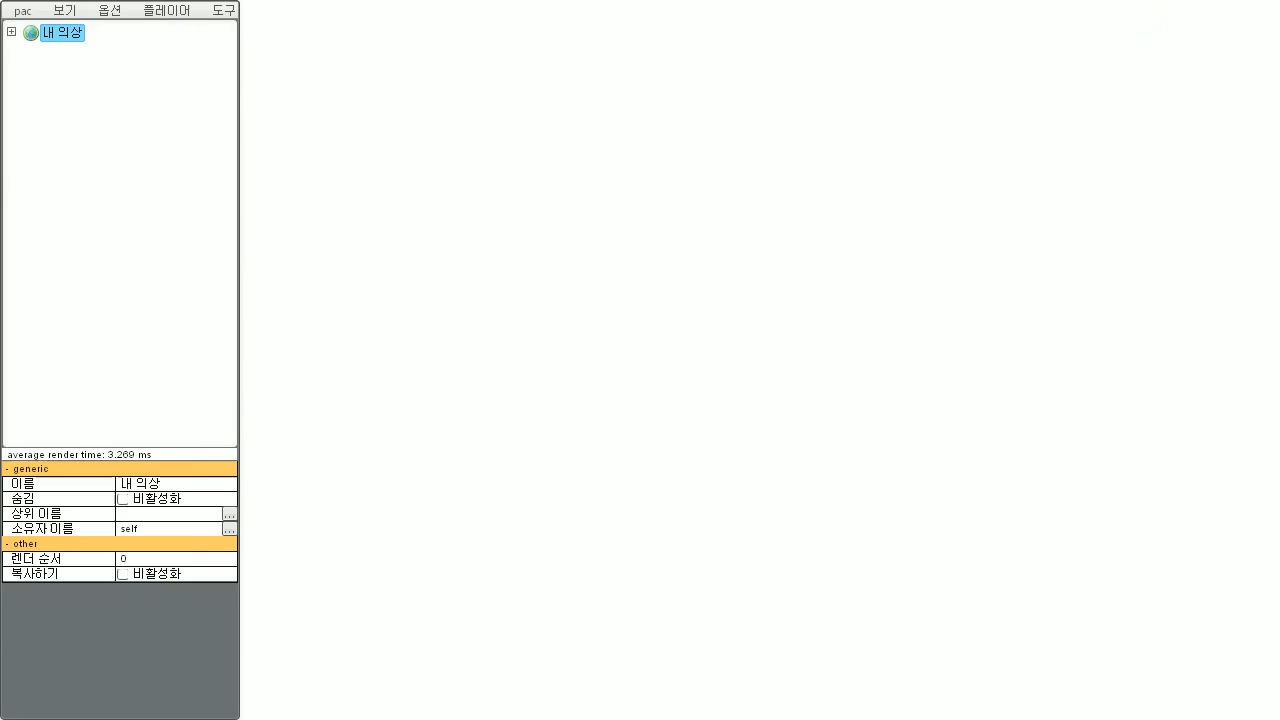 pac 보기 옵션 플레이어 도구
내 의상
average render time: 3.269 ms
- generic
이름 내 의상
숨김 비활성화
상위 이름 ...
소유자 이름 self ...
- other
렌더 순서 0
복사하기 비활성화